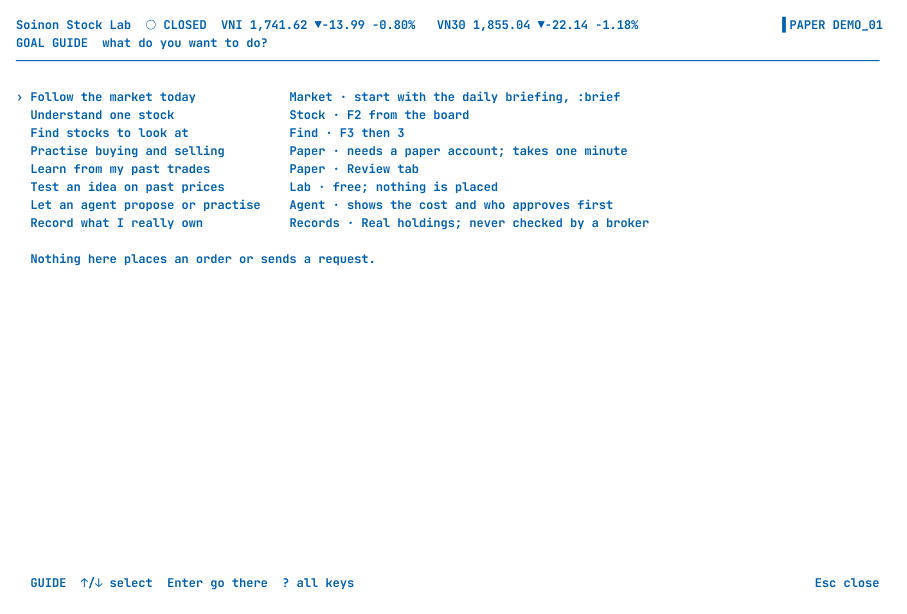 Soinon Stock Lab  ○ CLOSED  VNI 1,741.62 ▼-13.99 -0.80%   VN30 1,855.04 ▼-22.14 -1.18%   ▌PAPER DEMO_01
GOAL GUIDE  what do you want to do?
› Follow the market today   Market · start with the daily briefing, :brief
Understand one stock   Stock · F2 from the board
Find stocks to look at   Find · F3 then 3
Practise buying and selling   Paper · needs a paper account; takes one minute
Learn from my past trades   Paper · Review tab
Test an idea on past prices   Lab · free; nothing is placed
Let an agent propose or practise   Agent · shows the cost and who approves first
Record what I really own   Records · Real holdings; never checked by a broker
Nothing here places an order or sends a request.
GUIDE  ↑/↓ select  Enter go there  ? all keys   Esc close